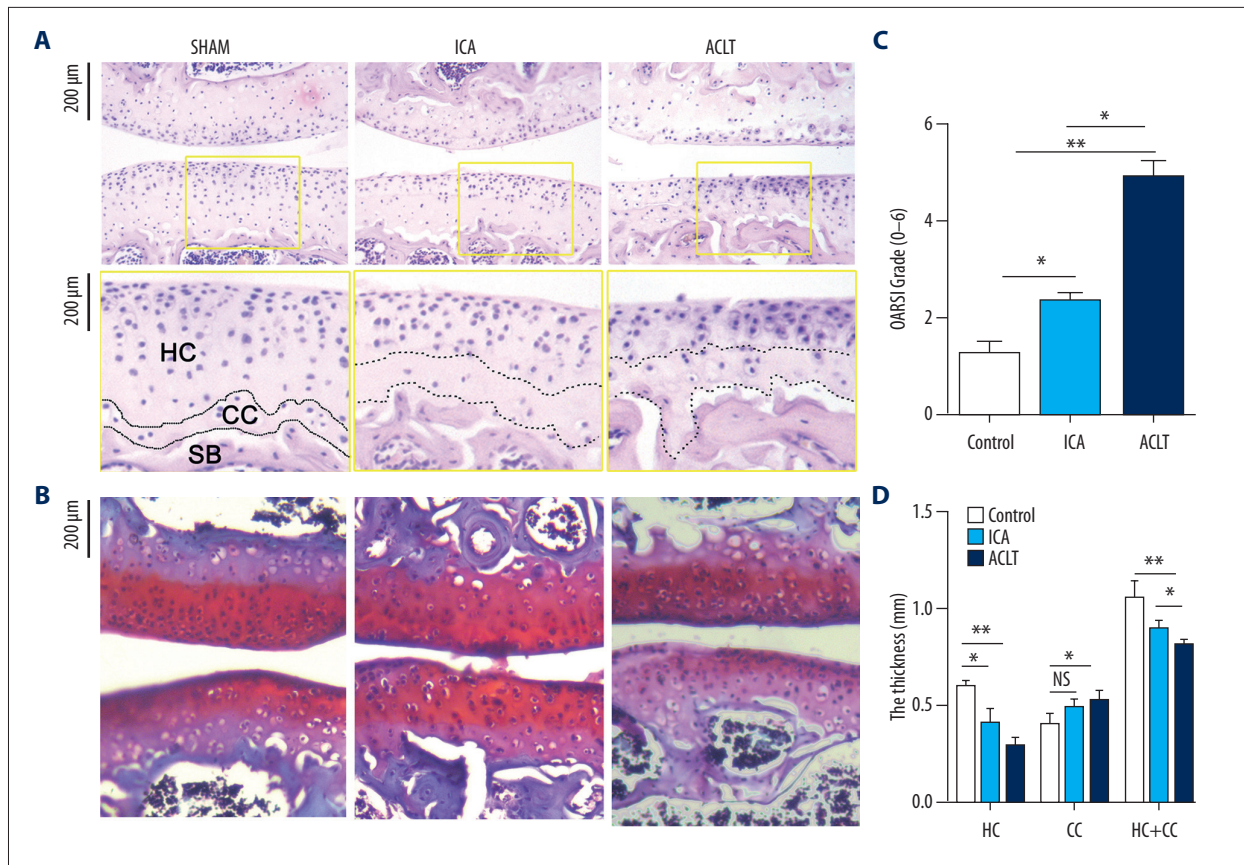 A
SHAM
ICA
ACLT
200 µm
200 µm
HC
CC
SB
B
200 µm
C
OARSI Grade (0–6)
6
4
2
0
*
**
*
Control
ICA
ACLT
D
The thickness (mm)
1.5
1.0
0.5
0.0
Control
ICA
ACLT
**
*
*
NS
**
*
HC
CC
HC+CC